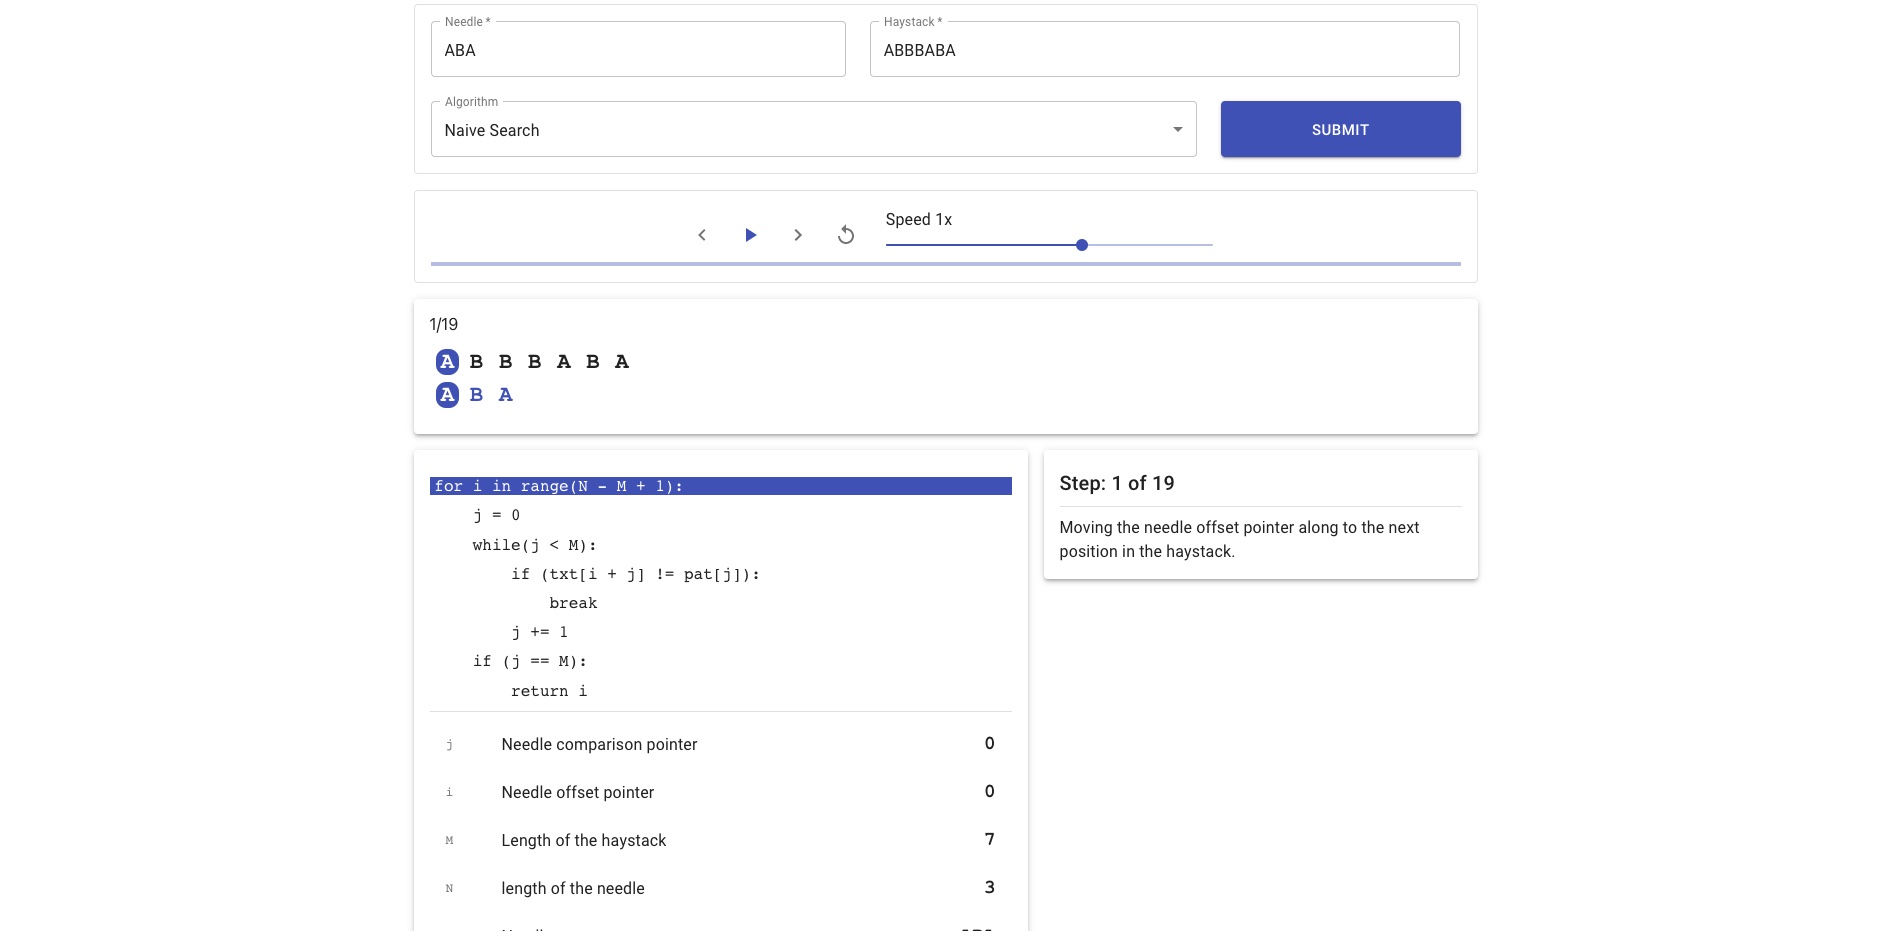 Needle *
ABA
Haystack *
ABBBABA
Algorithm
Naive Search
SUBMIT
Speed 1x
1/19
A B B B A B A
A B A
for i in range(N - M + 1):
    j = 0
    while(j < M):
        if (txt[i + j] != pat[j]):
            break
        j += 1
    if (j == M):
        return i
Step: 1 of 19
Moving the needle offset pointer along to the next
position in the haystack.
j Needle comparison pointer 0
i Needle offset pointer 0
M Length of the haystack 7
N length of the needle 3